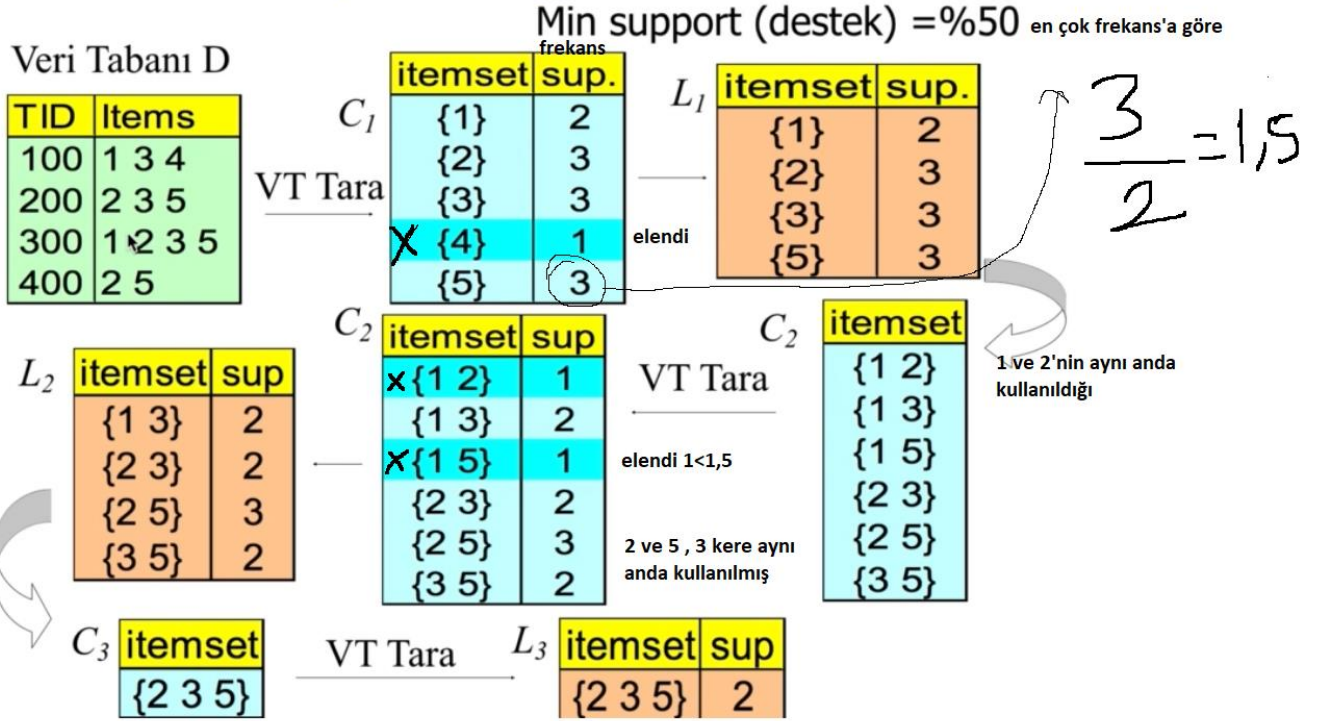 Min support (destek) =%50 en çok frekans'a göre
Veri Tabanı D
TID Items
100 1 3 4
200 2 3 5
300 1 2 3 5
400 2 5
VT Tara
frekans
C1
itemset sup.
{1} 2
{2} 3
{3} 3
X {4} 1
{5} 3
elendi
L1
itemset sup.
{1} 2
{2} 3
{3} 3
{5} 3
3
2
=1,5
C2
itemset
{1 2}
{1 3}
{1 5}
{2 3}
{2 5}
{3 5}
1 ve 2'nin aynı anda
kullanıldığı
VT Tara
C2
itemset sup
x {1 2} 1
{1 3} 2
x {1 5} 1
{2 3} 2
{2 5} 3
{3 5} 2
elendi 1<1,5
2 ve 5 , 3 kere aynı
anda kullanılmış
L2
itemset sup
{1 3} 2
{2 3} 2
{2 5} 3
{3 5} 2
C3
itemset
{2 3 5}
VT Tara
L3
itemset sup
{2 3 5} 2